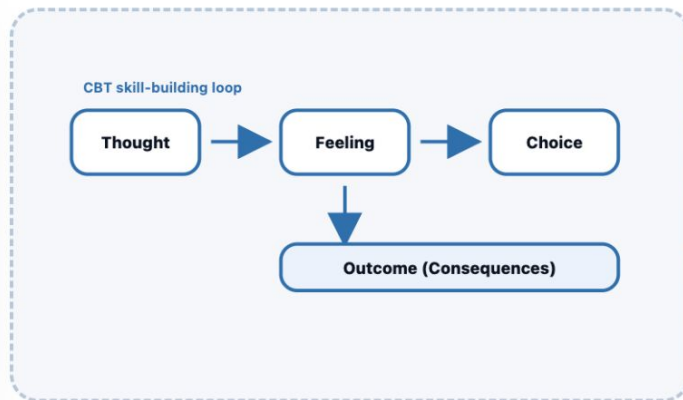 CBT skill-building loop
Thought
Feeling
Choice
Outcome (Consequences)